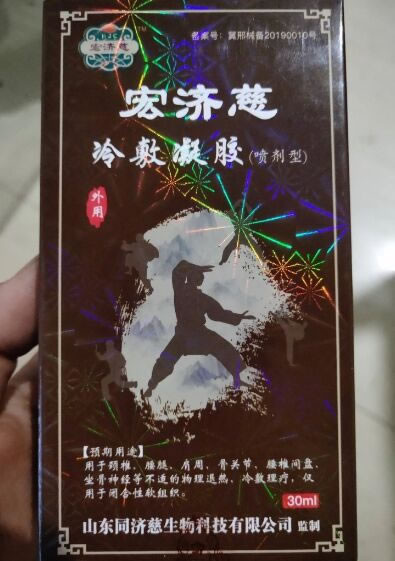 宏济慈
TM
备案号：冀邢械备20190010号
宏济慈
冷敷凝胶（喷剂型）
外用
【预期用途】
用于颈椎、腰腿、肩周、骨关节、腰椎间盘、
坐骨神经等不适的物理退热、冷敷理疗，仅
用于闭合性软组织。
30ml
山东同济慈生物科技有限公司 监制